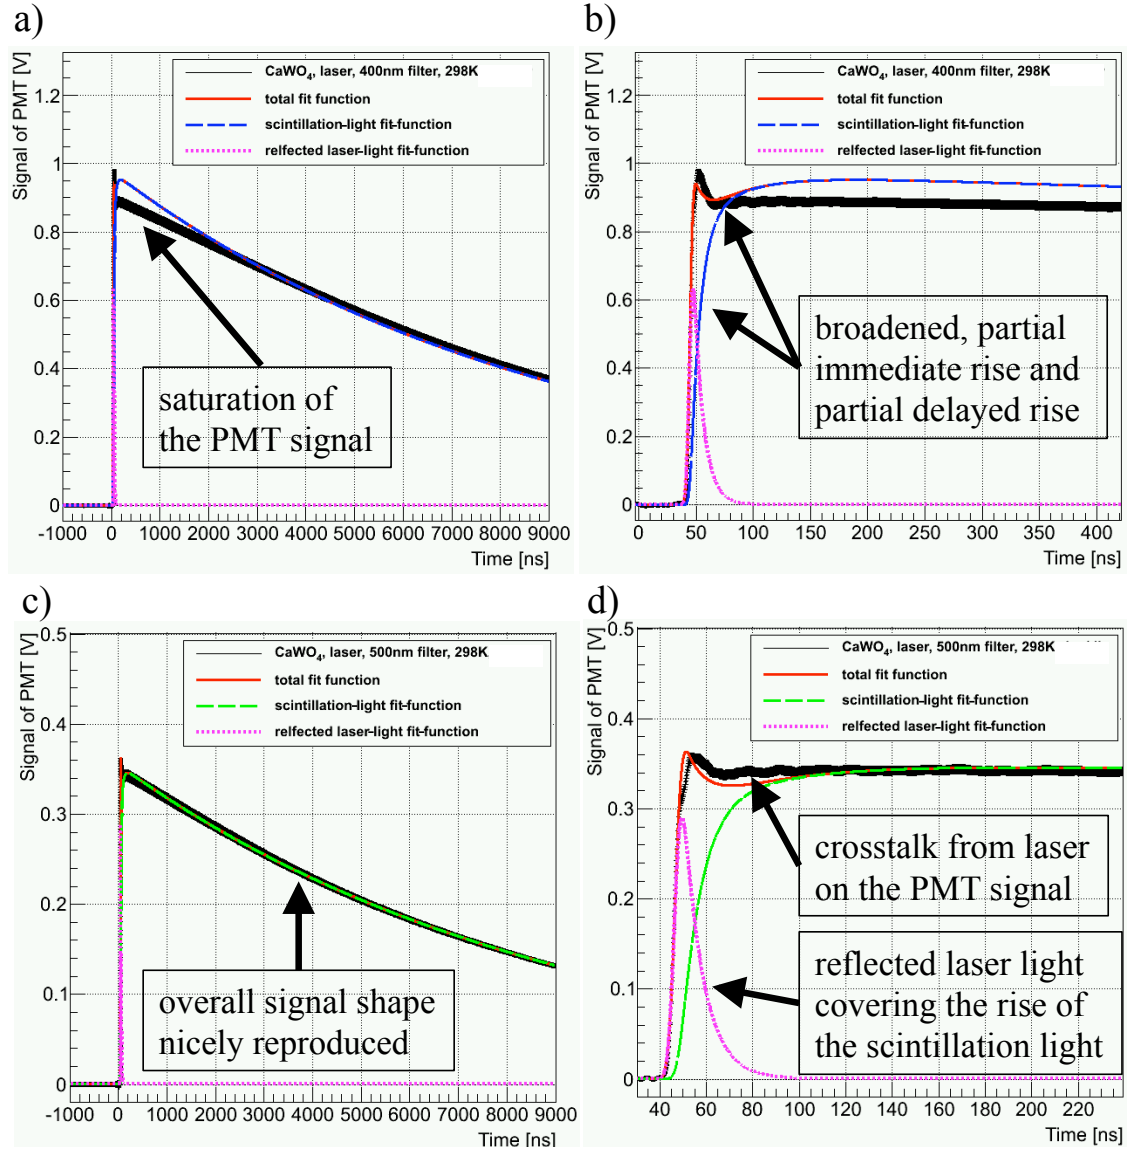 a)
Signal of PMT [V]
CaWO4, laser, 400nm filter, 298K
total fit function
scintillation-light fit-function
relfected laser-light fit-function
1.2
1
0.8
0.6
0.4
0.2
0
saturation of
the PMT signal
-1000 0 1000 2000 3000 4000 5000 6000 7000 8000 9000
Time [ns]
b)
Signal of PMT [V]
CaWO4, laser, 400nm filter, 298K
total fit function
scintillation-light fit-function
relfected laser-light fit-function
1.2
1
0.8
0.6
0.4
0.2
0
broadened, partial
immediate rise and
partial delayed rise
0 50 100 150 200 250 300 350 400
Time [ns]
c)
Signal of PMT [V]
CaWO4, laser, 500nm filter, 298K
total fit function
scintillation-light fit-function
relfected laser-light fit-function
0.5
0.4
0.3
0.2
0.1
0
overall signal shape
nicely reproduced
-1000 0 1000 2000 3000 4000 5000 6000 7000 8000 9000
Time [ns]
d)
Signal of PMT [V]
CaWO4, laser, 500nm filter, 298K
total fit function
scintillation-light fit-function
relfected laser-light fit-function
0.5
0.4
0.3
0.2
0.1
0
crosstalk from laser
on the PMT signal
reflected laser light
covering the rise of
the scintillation light
40 60 80 100 120 140 160 180 200 220
Time [ns]